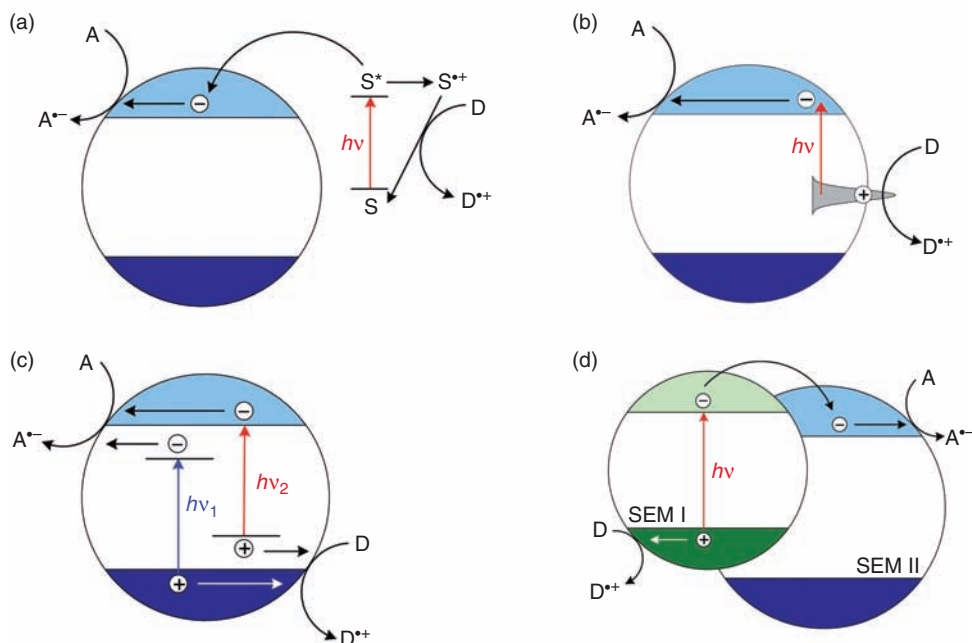 (a)
A
A•−
−
S* S•+
D
hν
S
D•+
(b)
A
A•−
−
hν
D
+
D•+
(c)
A
−
A•−
−
hν1
hν2
+
D
+
D•+
(d)
−
A
−
A•−
hν
SEM I
D
+
SEM II
D•+